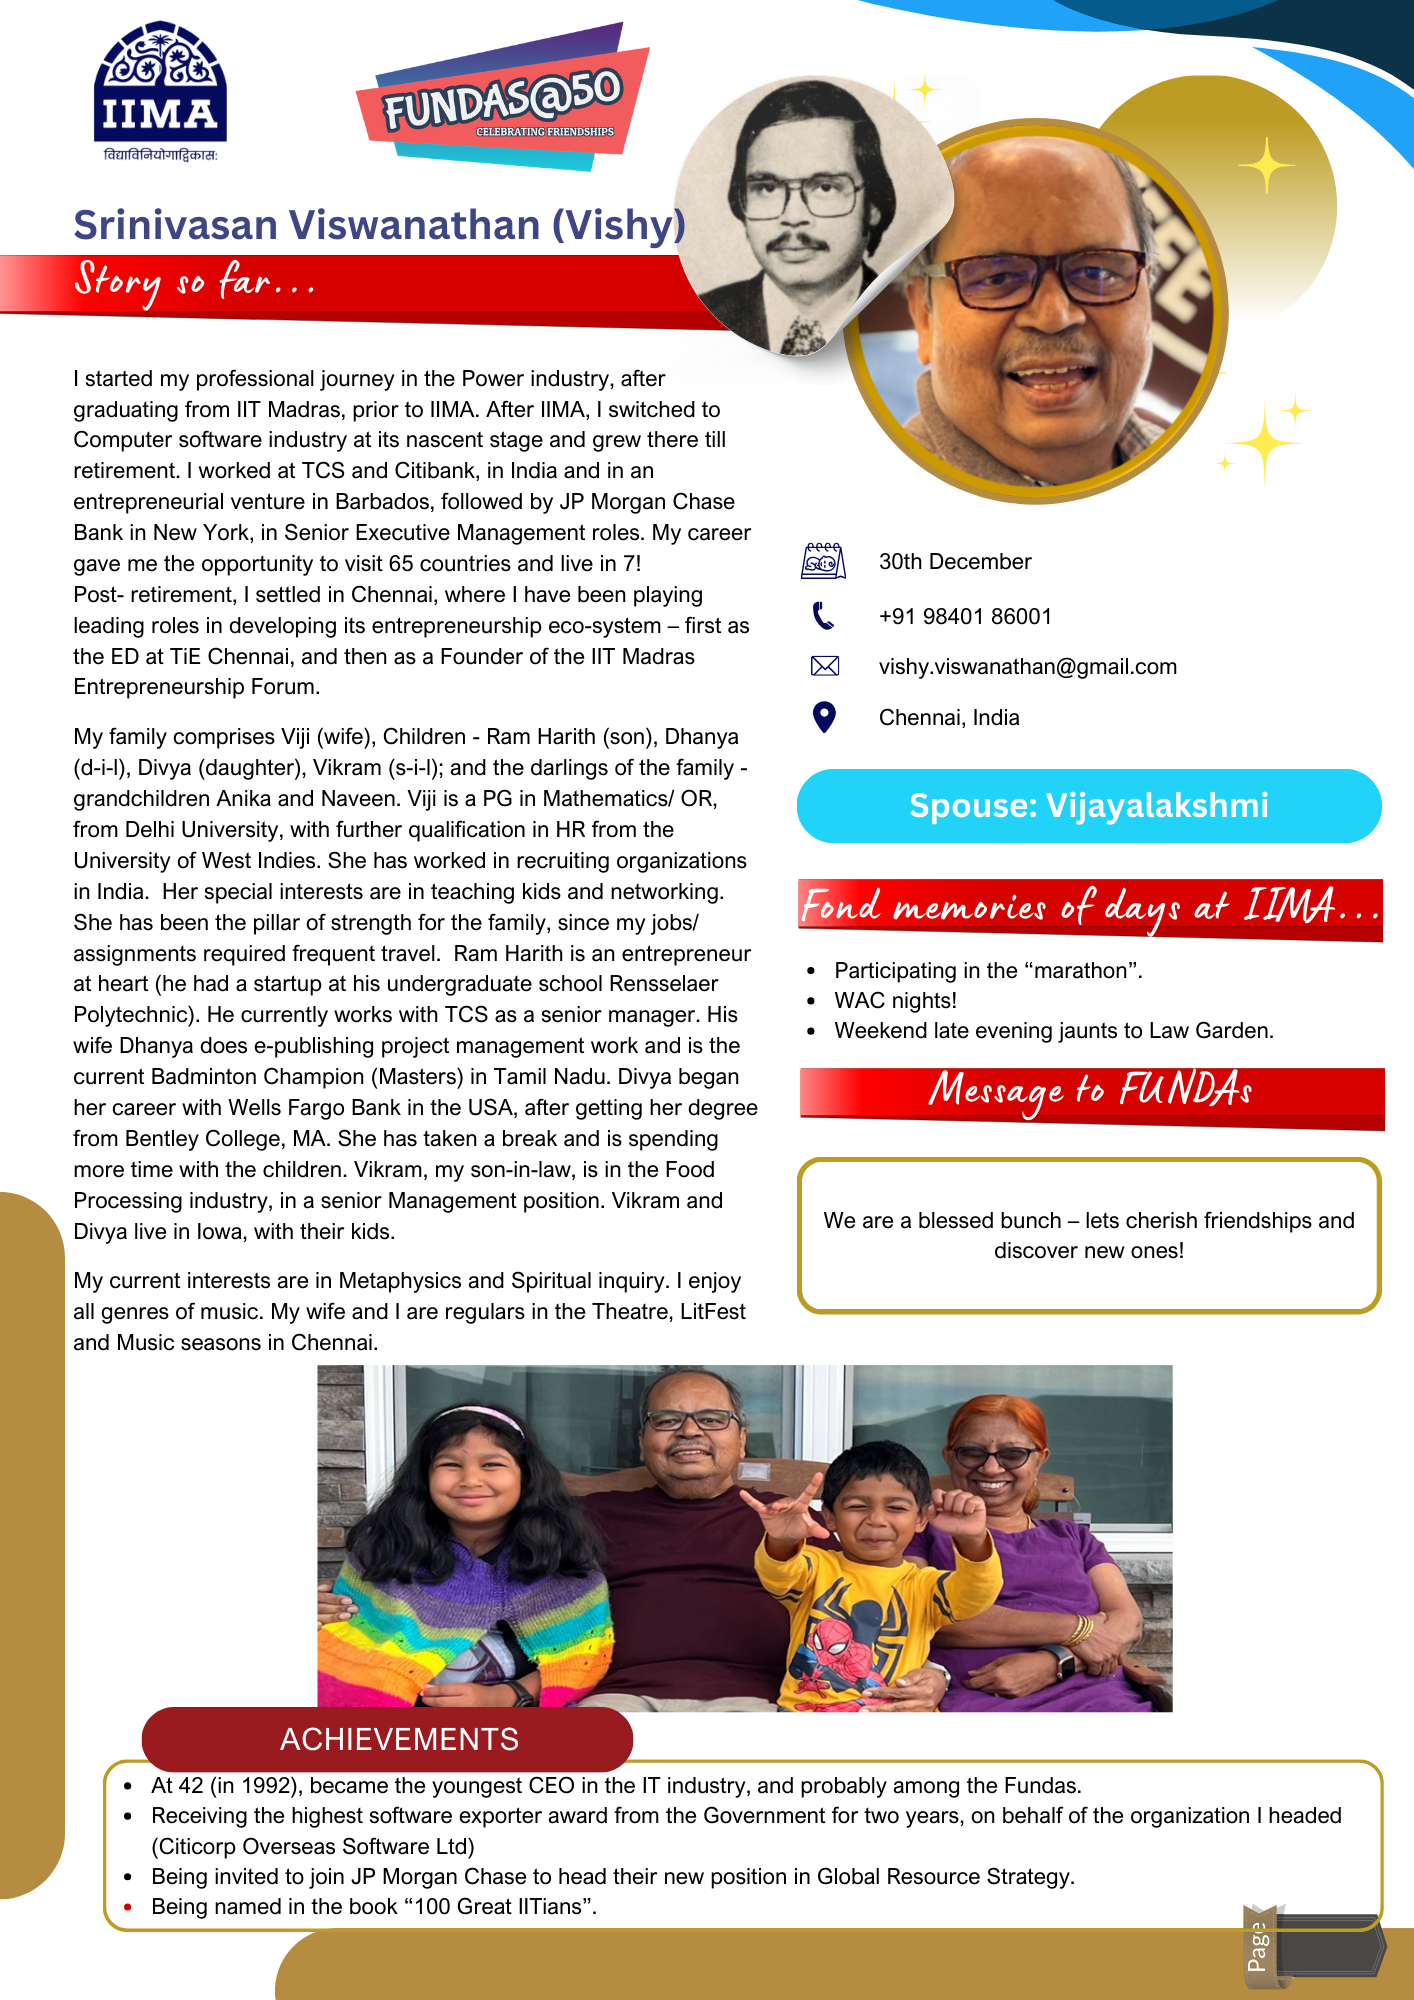 IIMA
विद्याविनियोगाद्विकासः
FUNDAS@50
CELEBRATING FRIENDSHIPS
Srinivasan Viswanathan (Vishy)
Story so far...
I started my professional journey in the Power industry, after
graduating from IIT Madras, prior to IIMA. After IIMA, I switched to
Computer software industry at its nascent stage and grew there till
retirement. I worked at TCS and Citibank, in India and in an
entrepreneurial venture in Barbados, followed by JP Morgan Chase
Bank in New York, in Senior Executive Management roles. My career
gave me the opportunity to visit 65 countries and live in 7!
Post- retirement, I settled in Chennai, where I have been playing
leading roles in developing its entrepreneurship eco-system – first as
the ED at TiE Chennai, and then as a Founder of the IIT Madras
Entrepreneurship Forum.
My family comprises Viji (wife), Children - Ram Harith (son), Dhanya
(d-i-l), Divya (daughter), Vikram (s-i-l); and the darlings of the family -
grandchildren Anika and Naveen. Viji is a PG in Mathematics/ OR,
from Delhi University, with further qualification in HR from the
University of West Indies. She has worked in recruiting organizations
in India.  Her special interests are in teaching kids and networking.
She has been the pillar of strength for the family, since my jobs/
assignments required frequent travel.  Ram Harith is an entrepreneur
at heart (he had a startup at his undergraduate school Rensselaer
Polytechnic). He currently works with TCS as a senior manager. His
wife Dhanya does e-publishing project management work and is the
current Badminton Champion (Masters) in Tamil Nadu. Divya began
her career with Wells Fargo Bank in the USA, after getting her degree
from Bentley College, MA. She has taken a break and is spending
more time with the children. Vikram, my son-in-law, is in the Food
Processing industry, in a senior Management position. Vikram and
Divya live in Iowa, with their kids.
My current interests are in Metaphysics and Spiritual inquiry. I enjoy
all genres of music. My wife and I are regulars in the Theatre, LitFest
and Music seasons in Chennai.
30th December
+91 98401 86001
vishy.viswanathan@gmail.com
Chennai, India
Spouse: Vijayalakshmi
Fond memories of days at IIMA...
• Participating in the “marathon”.
• WAC nights!
• Weekend late evening jaunts to Law Garden.
Message to FUNDAs
We are a blessed bunch – lets cherish friendships and
discover new ones!
ACHIEVEMENTS
• At 42 (in 1992), became the youngest CEO in the IT industry, and probably among the Fundas.
• Receiving the highest software exporter award from the Government for two years, on behalf of the organization I headed
(Citicorp Overseas Software Ltd)
• Being invited to join JP Morgan Chase to head their new position in Global Resource Strategy.
• Being named in the book “100 Great IITians”.
Page